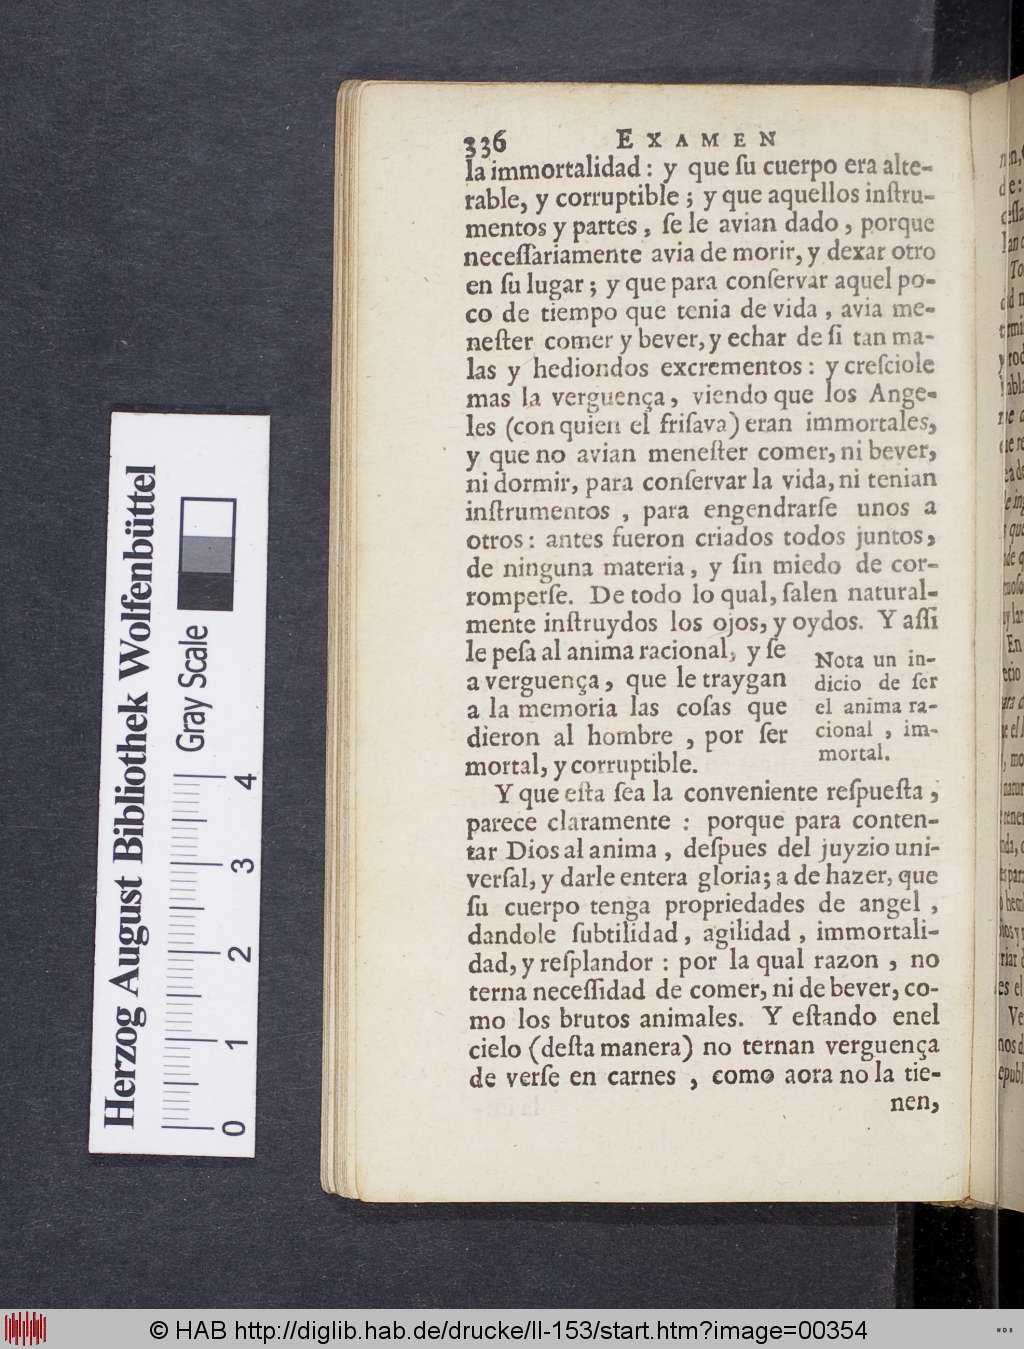 336 EXAMEN
la immortalidad: y que ſu cuerpo era alte-
rable, y corruptible; y que aquellos inſtru-
mentos y partes, ſe le avian dado, porque
neceſſariamente avia de morir, y dexar otro
en ſu lugar; y que para conſervar aquel po-
co de tiempo que tenia de vida, avia me-
neſter comer y bever, y echar de ſi tan ma-
las y hediondos excrementos: y creſciole
mas la verguença, viendo que los Ange-
les (con quien el friſava) eran immortales,
y que no avian meneſter comer, ni bever,
ni dormir, para conſervar la vida, ni tenian
inſtrumentos, para engendrarſe unos a
otros: antes fueron criados todos juntos,
de ninguna materia, y ſin miedo de cor-
romperſe. De todo lo qual, ſalen natural-
mente inſtruydos los ojos, y oydos. Y aſſi
le peſa al anima racional, y ſe
a verguença, que le traygan
a la memoria las coſas que
dieron al hombre, por ſer
mortal, y corruptible.
Nota un in-
dicio de ſer
el anima ra-
cional, im-
mortal.
Y que eſta ſea la conveniente reſpueſta,
parece claramente: porque para conten-
tar Dios al anima, deſpues del juyzio uni-
verſal, y darle entera gloria; a de hazer, que
ſu cuerpo tenga propriedades de angel,
dandole ſubtilidad, agilidad, immortali-
dad, y reſplandor: por la qual razon, no
terna neceſſidad de comer, ni de bever, co-
mo los brutos animales. Y eſtando enel
cielo (deſta manera) no ternan verguença
de verſe en carnes, como aora no la tie-
nen,
Herzog August Bibliothek Wolfenbüttel
Gray Scale
0 1 2 3 4
© HAB http://diglib.hab.de/drucke/ll-153/start.htm?image=00354